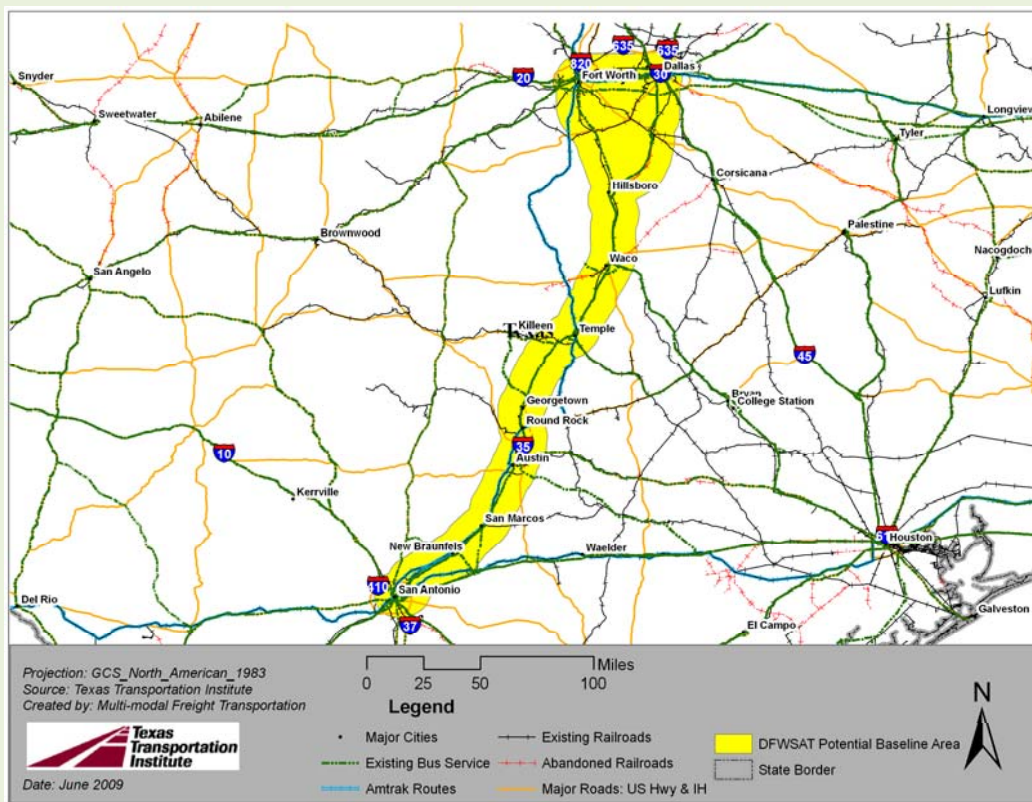 635
635
820
Dallas
20
Fort Worth
30
Snyder
Longview
Sweetwater
Abilene
Tyler
Corsicana
Hillsboro
Palestine
Brownwood
Nacogdoche
Waco
San Angelo
Lufkin
Killeen
Texas
Temple
45
Georgetown
Bryan
College Station
Round Rock
35
10
Austin
Kerrville
San Marcos
Houston
New Braunfels
Waelder
410
San Antonio
Del Rio
Galveston
37
El Campo
Projection: GCS_North_American_1983
Source: Texas Transportation Institute
Created by: Multi-modal Freight Transportation
Miles
0 25 50 100
Legend
N
Texas
Transportation
Institute
Date: June 2009
Major Cities
Existing Bus Service
Amtrak Routes
Existing Railroads
Abandoned Railroads
Major Roads: US Hwy & IH
DFWSAT Potential Baseline Area
State Border